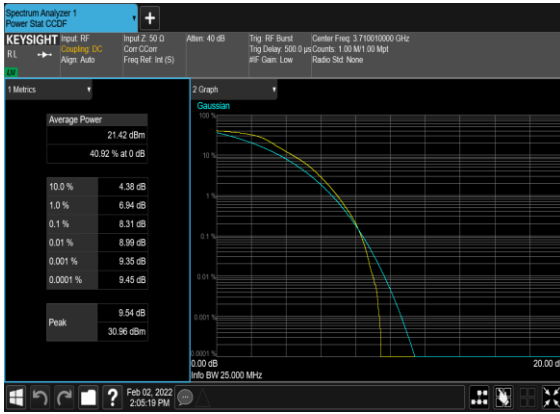 Spectrum Analyzer 1
Power Stat CCDF
KEYSIGHT
RL
LW
Input: RF
Coupling: DC
Align: Auto
Input Z: 50 Ω
Corr CCorr
Freq Ref: Int (S)
Atten: 40 dB
Trig: RF Burst
Trig Delay: 500.0 µs
#IF Gain: Low
Center Freq: 3.710010000 GHz
Counts: 1.00 M/1.00 Mpt
Radio Std: None
1 Metrics
Average Power
21.42 dBm
40.92 % at 0 dB
10.0 % 4.38 dB
1.0 % 6.94 dB
0.1 % 8.31 dB
0.01 % 8.99 dB
0.001 % 9.35 dB
0.0001 % 9.45 dB
Peak
9.54 dB
30.96 dBm
2 Graph
Gaussian
100 %
10 %
1 %
0.1 %
0.01 %
0.001 %
0.0001 %
0.00 dB
20.00 d
Info BW 25.000 MHz
?
Feb 02, 2022
2:05:19 PM